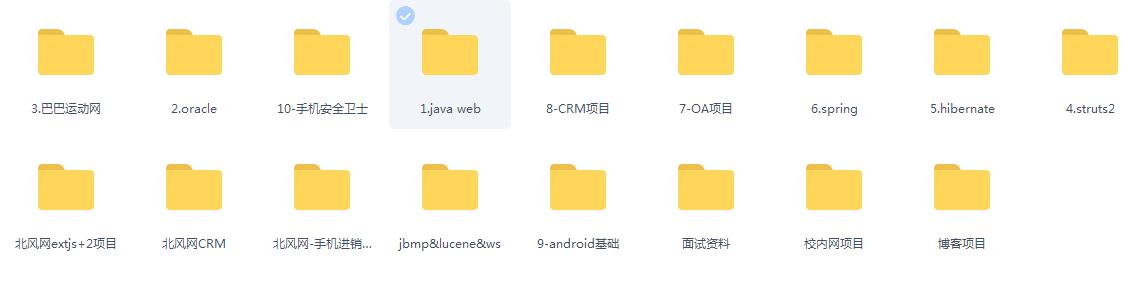 3.巴巴运动网
2.oracle
10-手机安全卫士
1.java web
8-CRM项目
7-OA项目
6.spring
5.hibernate
4.struts2
北风网extjs+2项目
北风网CRM
北风网-手机进销...
jbmp&lucene&ws
9-android基础
面试资料
校内网项目
博客项目